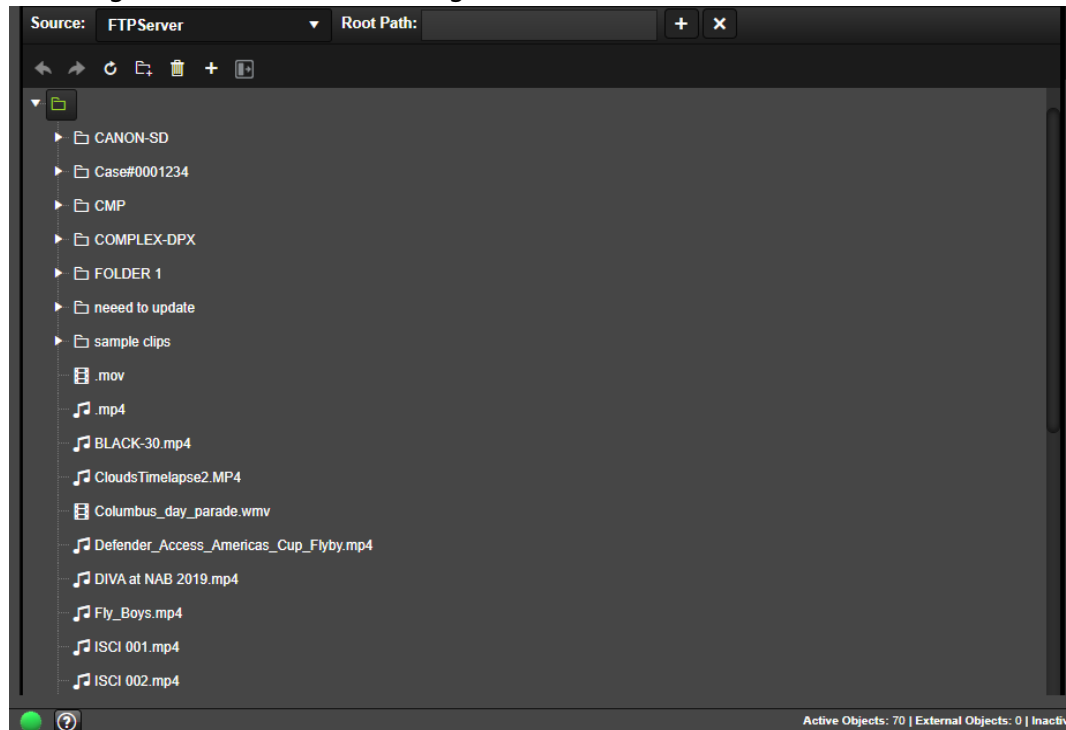 Source: FTPServer Root Path:
CANON-SD
Case#0001234
CMP
COMPLEX-DPX
FOLDER 1
neeed to update
sample clips
.mov
.mp4
BLACK-30.mp4
CloudsTimelapse2.MP4
Columbus_day_parade.wmv
Defender_Access_Americas_Cup_Flyby.mp4
DIVA at NAB 2019.mp4
Fly_Boys.mp4
ISCI 001.mp4
ISCI 002.mp4
Active Objects: 70 | External Objects: 0 |